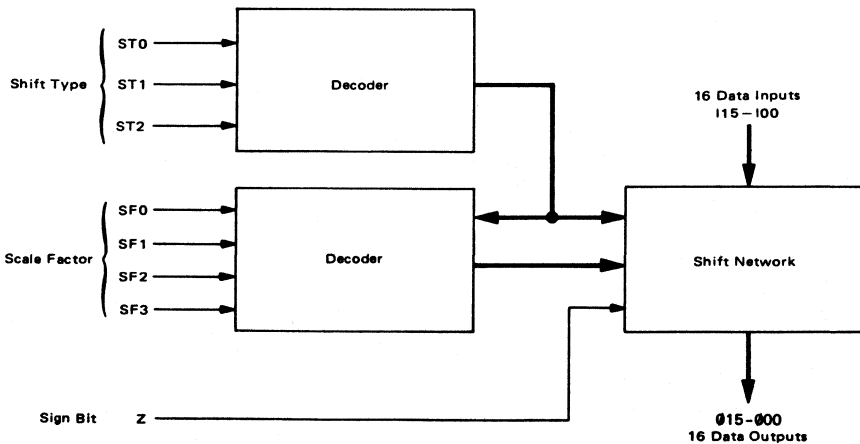 Shift Type
ST0
ST1
ST2
Decoder
16 Data Inputs
I15-I00
Scale Factor
SF0
SF1
SF2
SF3
Decoder
Shift Network
Sign Bit Z
Ø15-Ø00
16 Data Outputs